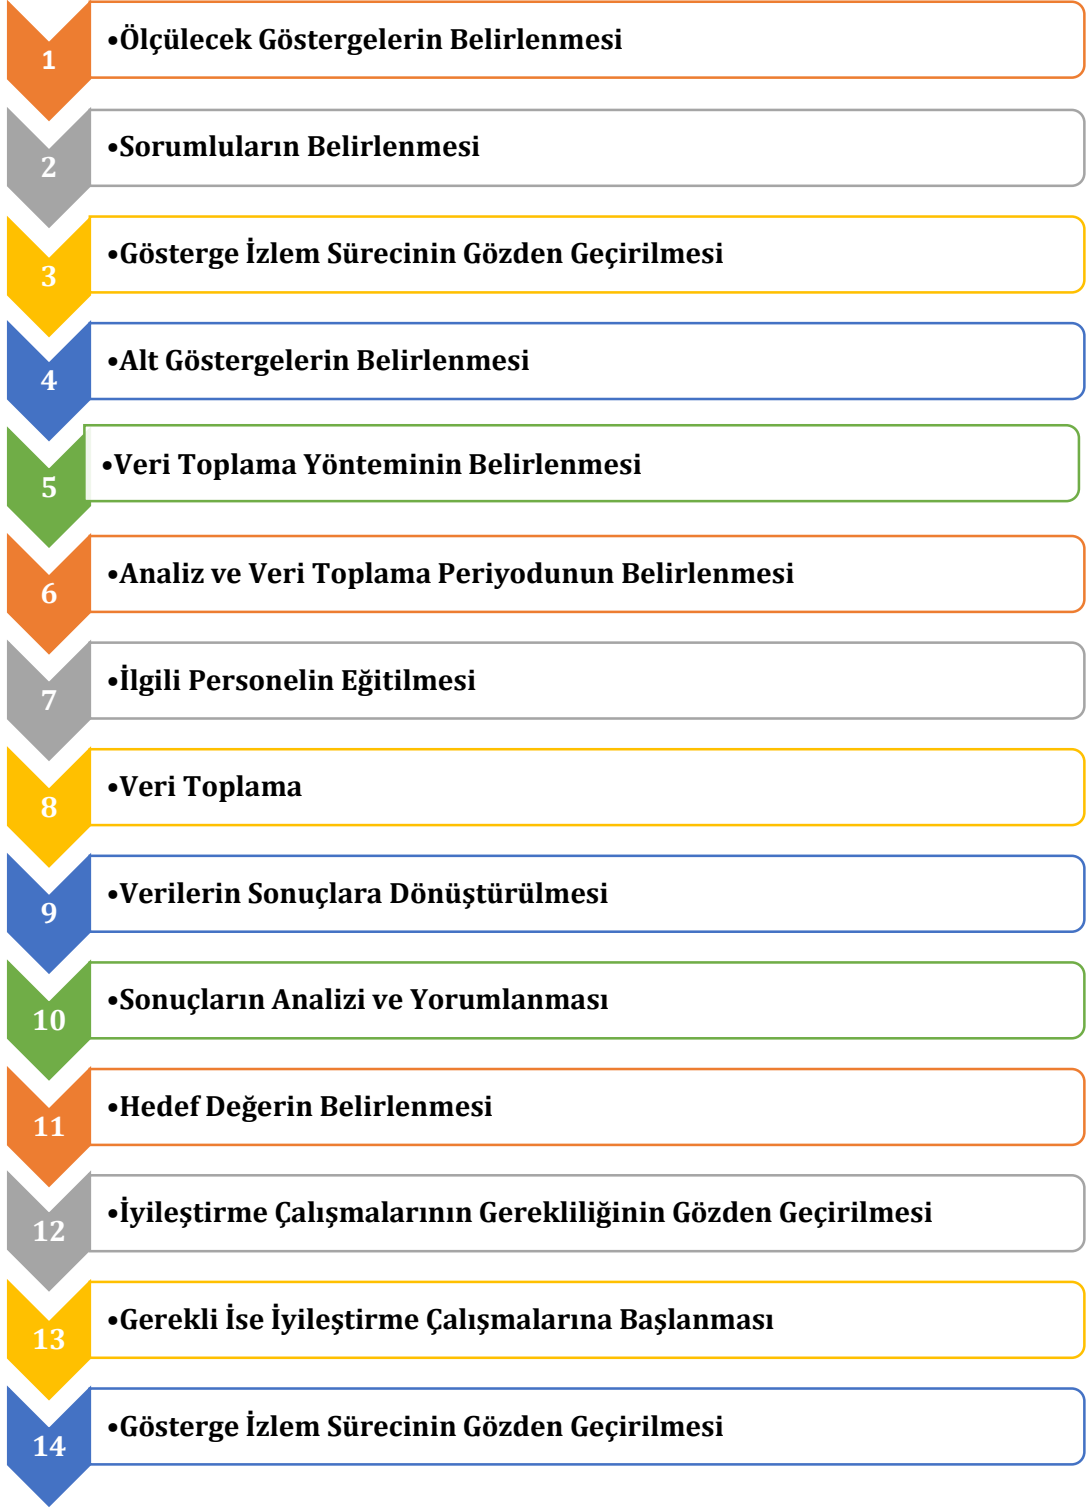 1
•Ölçülecek Göstergelerin Belirlenmesi
2
•Sorumluların Belirlenmesi
3
•Gösterge İzlem Sürecinin Gözden Geçirilmesi
4
•Alt Göstergelerin Belirlenmesi
5
•Veri Toplama Yönteminin Belirlenmesi
6
•Analiz ve Veri Toplama Periyodunun Belirlenmesi
7
•İlgili Personelin Eğitilmesi
8
•Veri Toplama
9
•Verilerin Sonuçlara Dönüştürülmesi
10
•Sonuçların Analizi ve Yorumlanması
11
•Hedef Değerin Belirlenmesi
12
•İyileştirme Çalışmalarının Gerekliliğinin Gözden Geçirilmesi
13
•Gerekli İse İyileştirme Çalışmalarına Başlanması
14
•Gösterge İzlem Sürecinin Gözden Geçirilmesi